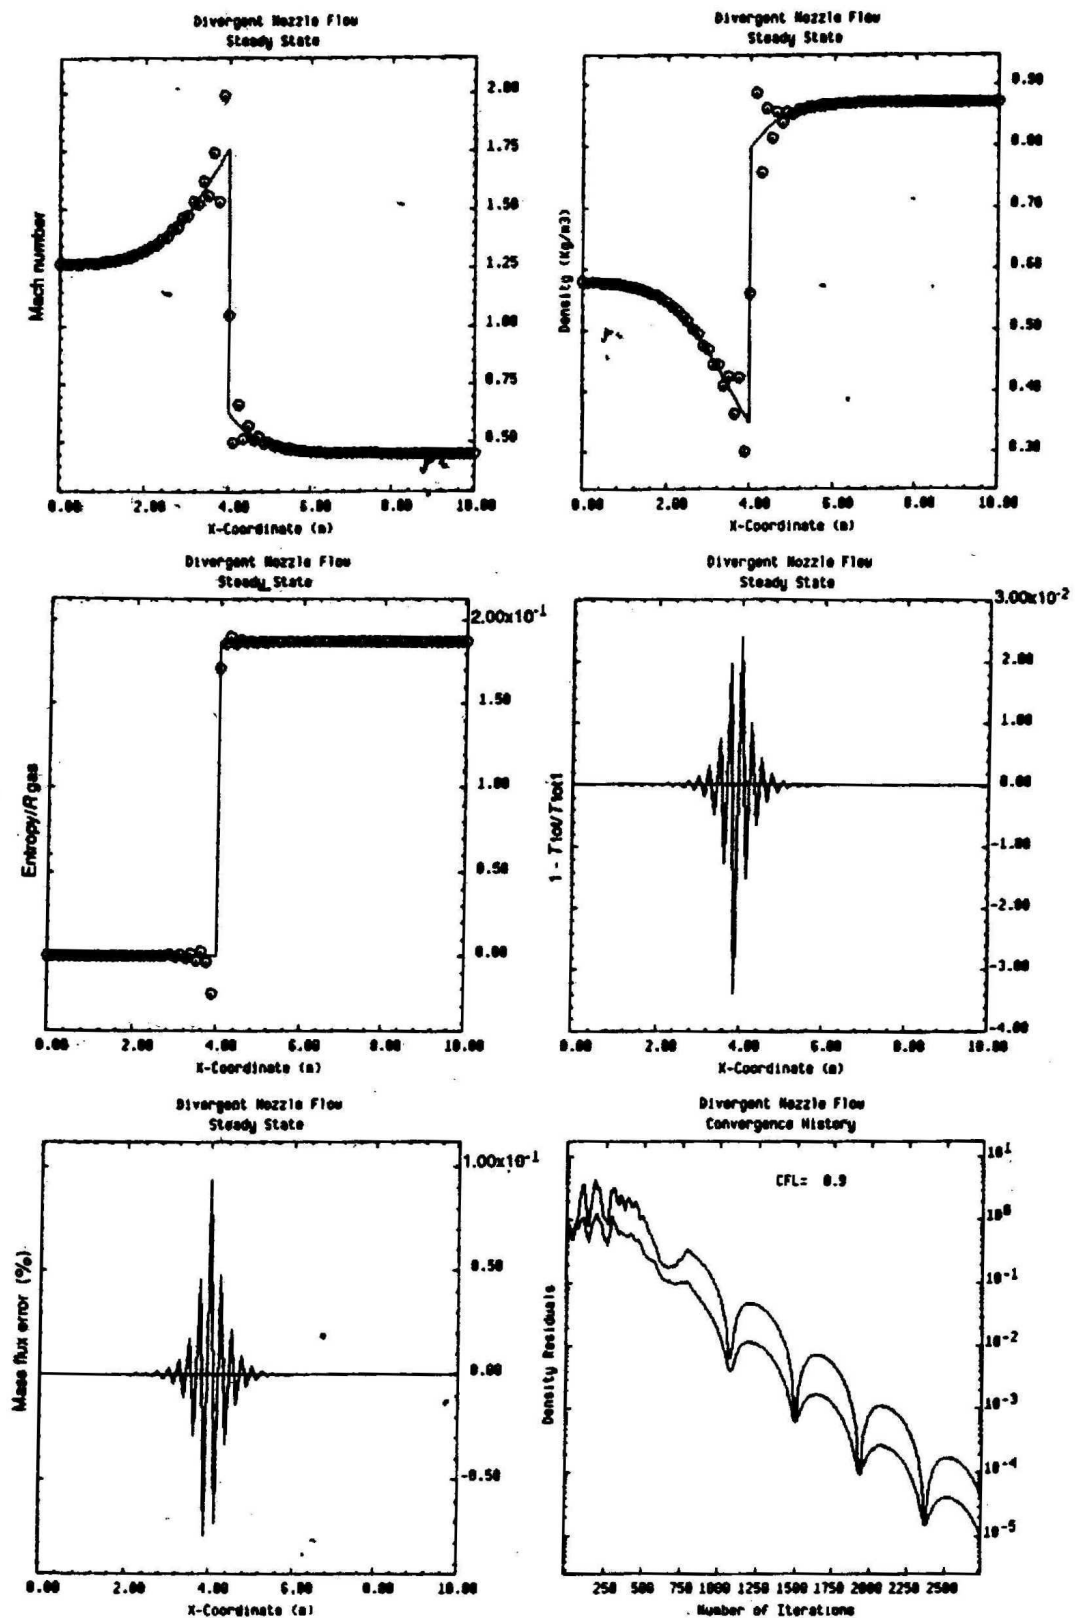 Divergent Nozzle Flow
Steady State
Mach number
2.00
1.75
1.50
1.25
1.00
0.75
0.50
0.00 2.00 4.00 6.00 8.00 10.00
X-Coordinate (m)
Divergent Nozzle Flow
Steady State
Density (Kg/m3)
0.90
0.80
0.70
0.60
0.50
0.40
0.30
0.00 2.00 4.00 6.00 8.00 10.00
X-Coordinate (m)
Divergent Nozzle Flow
Steady State
Entropy/Rgas
2.00x10-1
1.50
1.00
0.50
0.00
0.00 2.00 4.00 6.00 8.00 10.00
X-Coordinate (m)
Divergent Nozzle Flow
Steady State
1 - Ttot/Ttot1
3.00x10-2
2.00
1.00
0.00
-1.00
-2.00
-3.00
-4.00
0.00 2.00 4.00 6.00 8.00 10.00
X-Coordinate (m)
Divergent Nozzle Flow
Steady State
Mass flux error (%)
1.00x10-1
0.50
0.00
-0.50
0.00 2.00 4.00 6.00 8.00 10.00
X-Coordinate (m)
Divergent Nozzle Flow
Convergence History
CFL= 0.9
Density Residuals
10 1
10 0
10 -1
10 -2
10 -3
10 -4
10 -5
250 500 750 1000 1250 1500 1750 2000 2250 2500
Number of Iterations